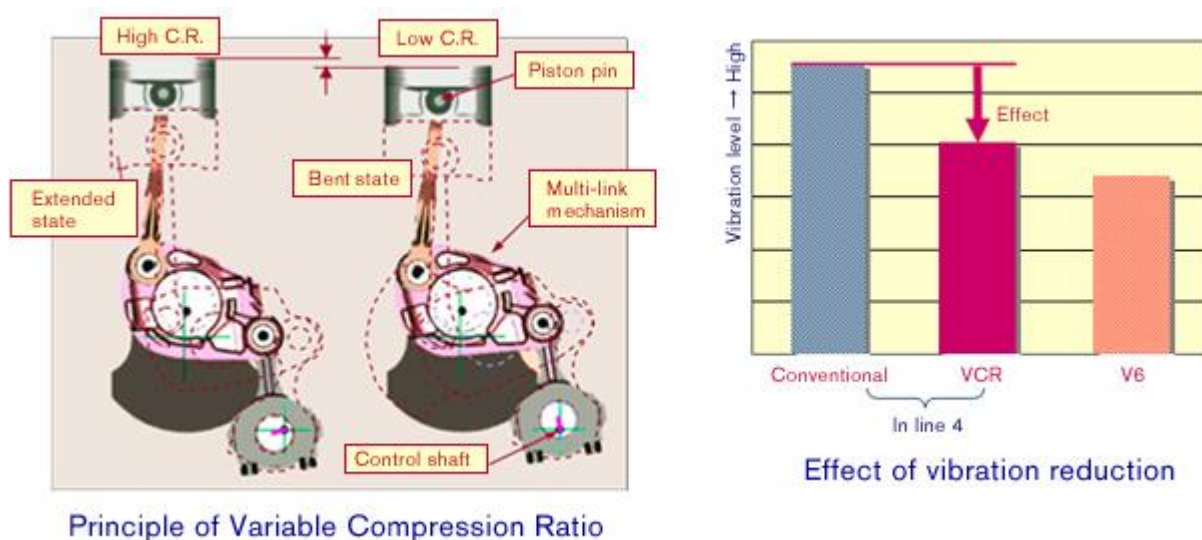 High C.R.
Low C.R.
Piston pin
Extended
state
Bent state
Multi-link
mechanism
Control shaft
Principle of Variable Compression Ratio
Vibration level → High
Effect
Conventional
VCR
V6
In line 4
Effect of vibration reduction